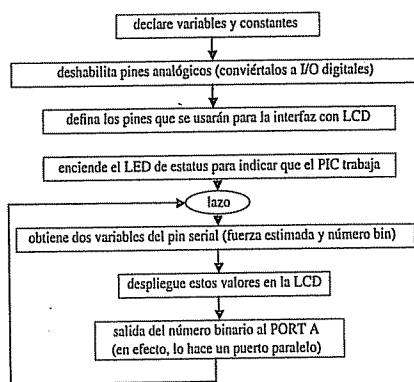 declare variables y constantes
deshabilita pines analógicos (conviértalos a I/O digitales)
defina los pines que se usarán para la interfaz con LCD
enciende el LED de estatus para indicar que el PIC trabaja
lazo
obtiene dos variables del pin serial (fuerza estimada y número bin)
despliegue estos valores en la LCD
salida del número binario al PORT A
(en efecto, lo hace un puerto paralelo)